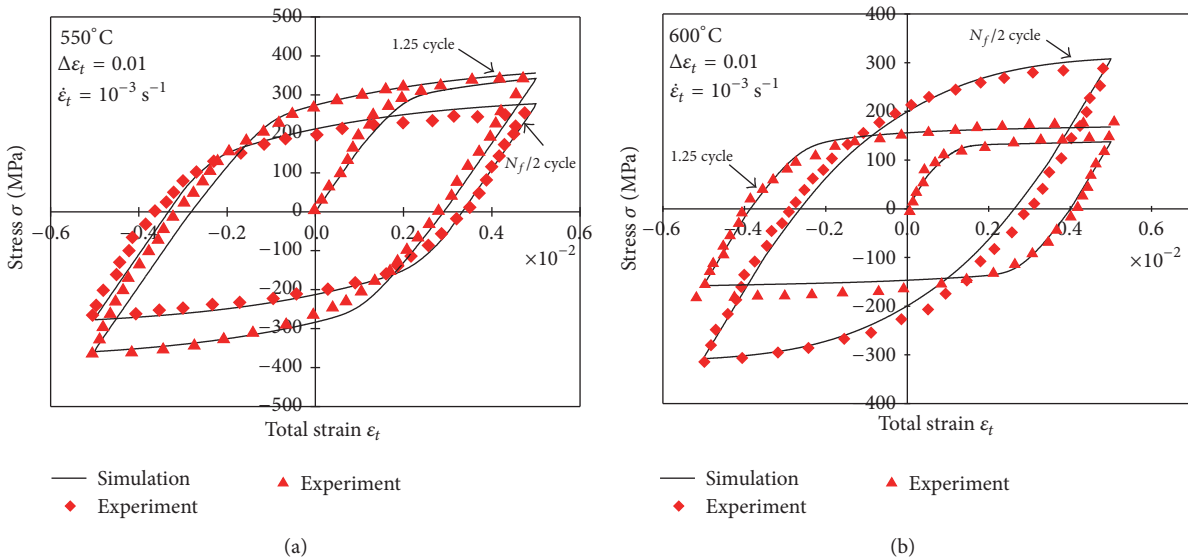 550°C
Δε_t = 0.01
ε̇_t = 10⁻³ s⁻¹
1.25 cycle
N_f/2 cycle
500
400
300
200
100
0
−100
−200
−300
−400
−500
−0.6
−0.4
−0.2
0.0
0.2
0.4
0.6
×10⁻²
Stress σ (MPa)
Total strain ε_t
Simulation
Experiment
Experiment
(a)
600°C
Δε_t = 0.01
ε̇_t = 10⁻³ s⁻¹
N_f/2 cycle
1.25 cycle
400
300
200
100
0
−100
−200
−300
400
−0.6
−0.4
−0.2
0.0
0.2
0.4
0.6
×10⁻²
Stress σ (MPa)
Total strain ε_t
Simulation
Experiment
Experiment
(b)